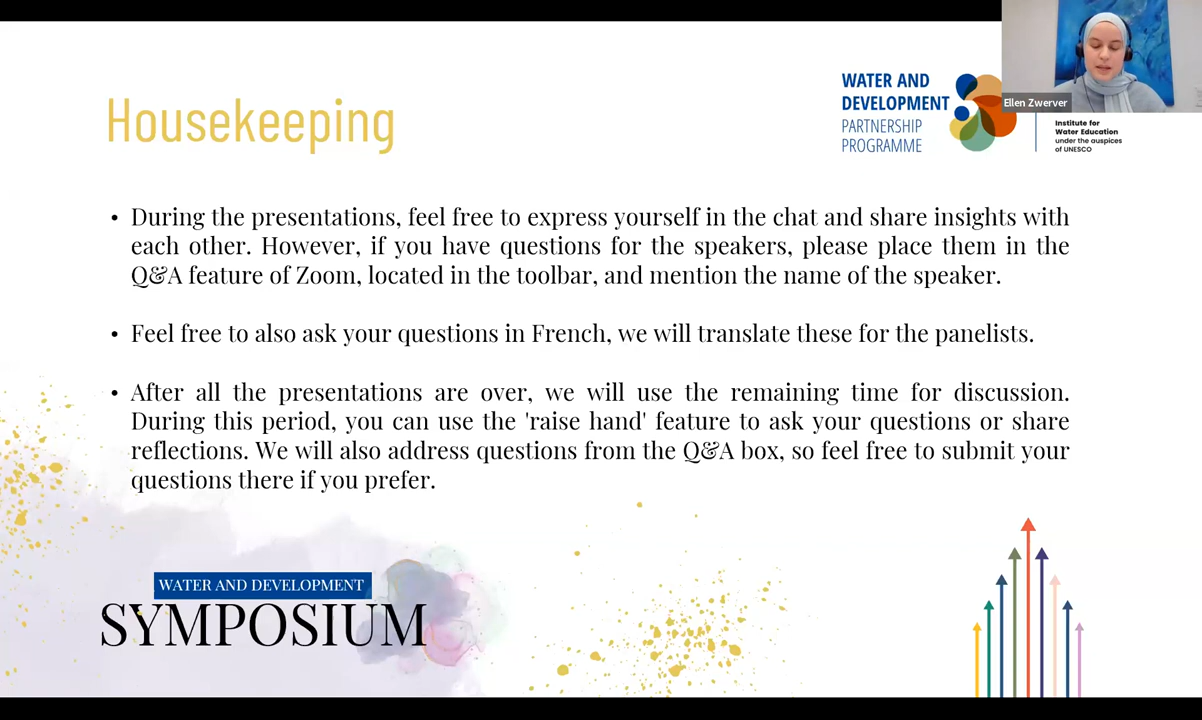 WATER AND
DEVELOPMENT
PARTNERSHIP
PROGRAMME
Ellen Zwerver
Institute for
Water Education
under the auspices
of UNESCO
Housekeeping
• During the presentations, feel free to express yourself in the chat and share insights with
each other. However, if you have questions for the speakers, please place them in the
Q&A feature of Zoom, located in the toolbar, and mention the name of the speaker.
• Feel free to also ask your questions in French, we will translate these for the panelists.
• After all the presentations are over, we will use the remaining time for discussion.
During this period, you can use the 'raise hand' feature to ask your questions or share
reflections. We will also address questions from the Q&A box, so feel free to submit your
questions there if you prefer.
WATER AND DEVELOPMENT
SYMPOSIUM